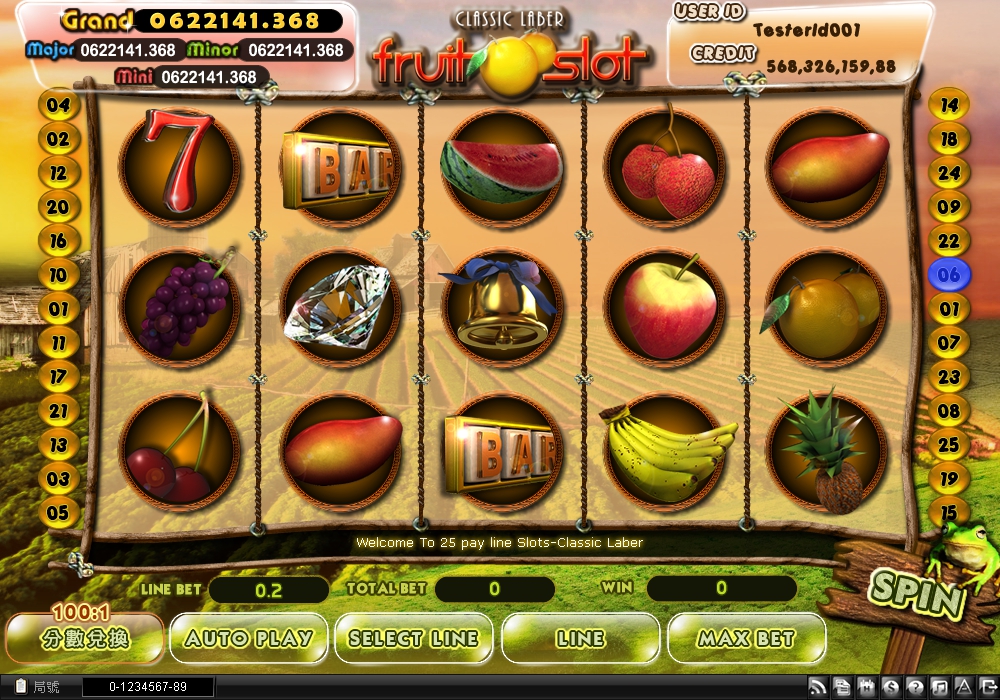 Grand 0622141.368
Major 0622141.368 Minor 0622141.368
Mini 0622141.368
CLASSIC LABER
fruit slot
USER ID
TesterId001
CREDIT
568,326,159,88
04
02
12
20
16
10
01
11
17
21
13
03
05
7
BAR
BAR
14
18
24
09
22
06
01
07
23
08
25
19
15
Welcome To 25 pay line Slots-Classic Laber
LINE BET 0.2 TOTAL BET 0 WIN 0
SPIN
100:1
分數兌換
AUTO PLAY
SELECT LINE
LINE
MAX BET
局號 0-1234567-89